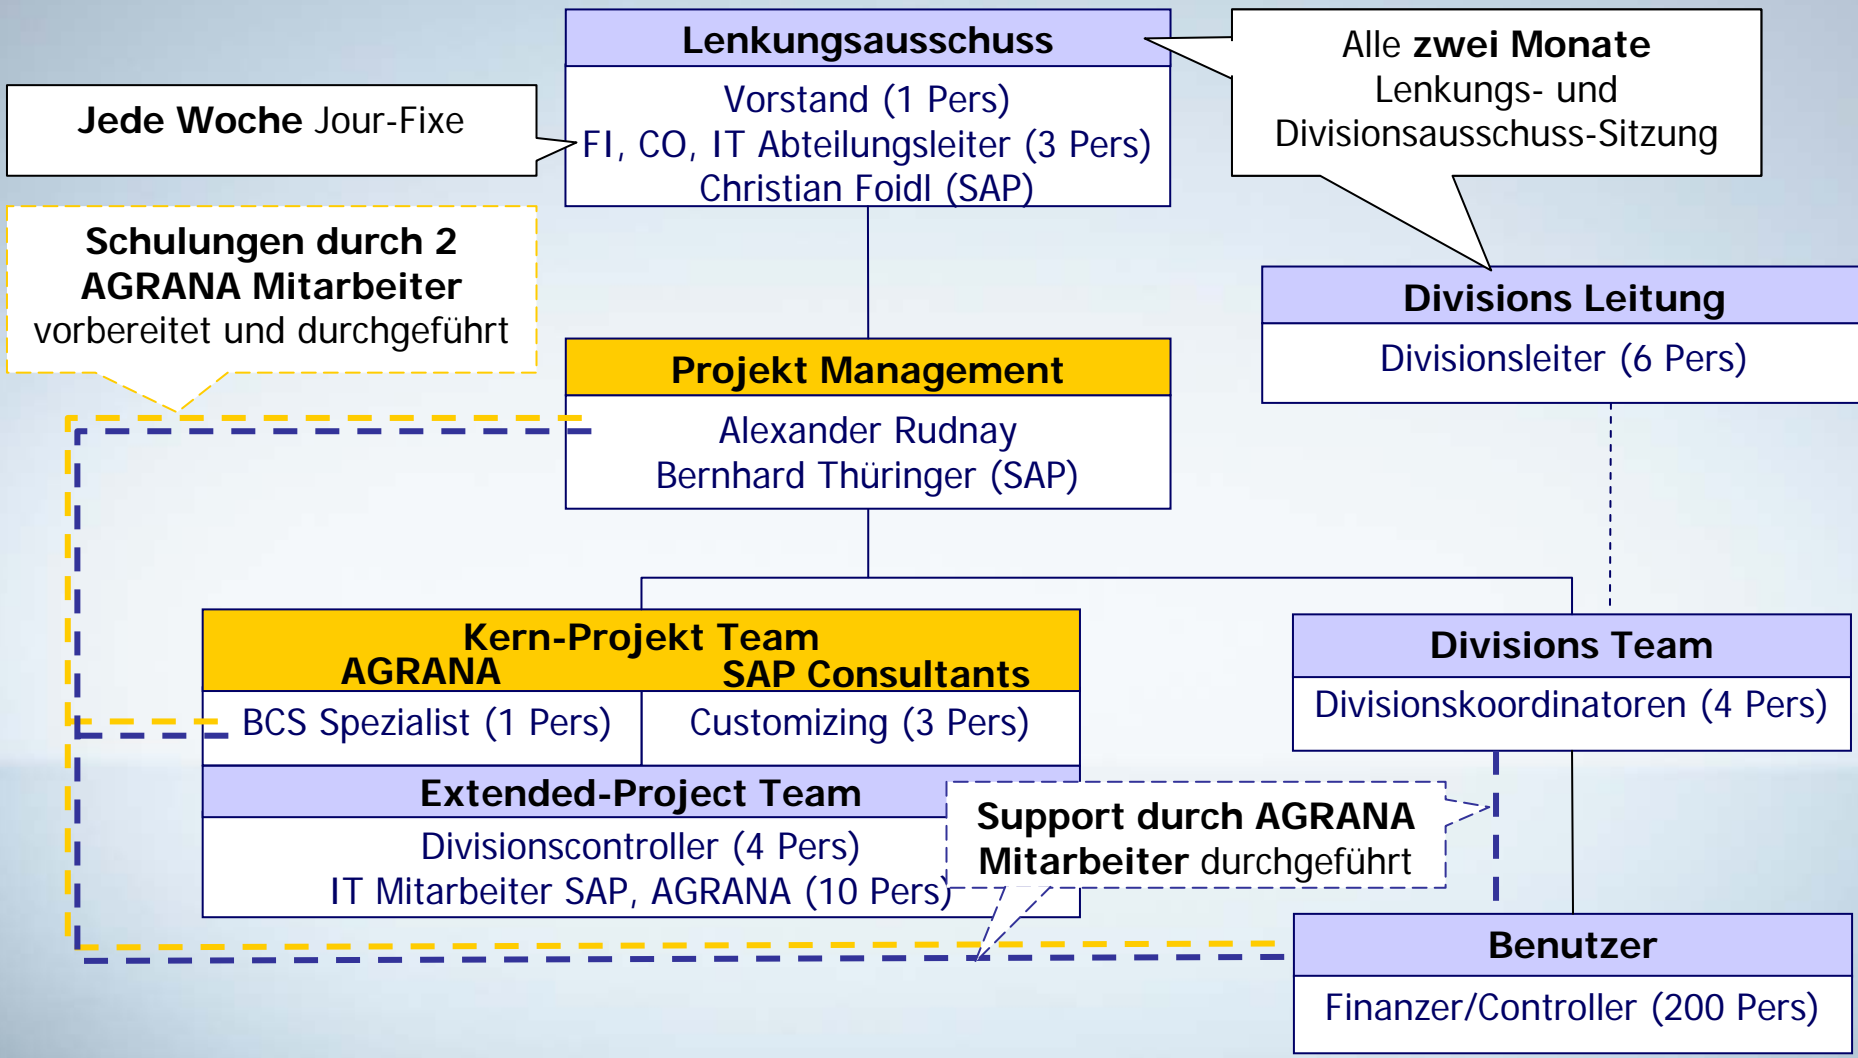 Lenkungsausschuss
Vorstand (1 Pers)
FI, CO, IT Abteilungsleiter (3 Pers)
Christian Foidl (SAP)
Alle zwei Monate
Lenkungs- und
Divisionsausschuss-Sitzung
Jede Woche Jour-Fixe
Schulungen durch 2
AGRANA Mitarbeiter
vorbereitet und durchgeführt
Divisions Leitung
Divisionsleiter (6 Pers)
Projekt Management
Alexander Rudnay
Bernhard Thüringer (SAP)
Kern-Projekt Team
AGRANA SAP Consultants
BCS Spezialist (1 Pers) Customizing (3 Pers)
Extended-Project Team
Divisionscontroller (4 Pers)
IT Mitarbeiter SAP, AGRANA (10 Pers)
Divisions Team
Divisionskoordinatoren (4 Pers)
Support durch AGRANA
Mitarbeiter durchgeführt
Benutzer
Finanzer/Controller (200 Pers)